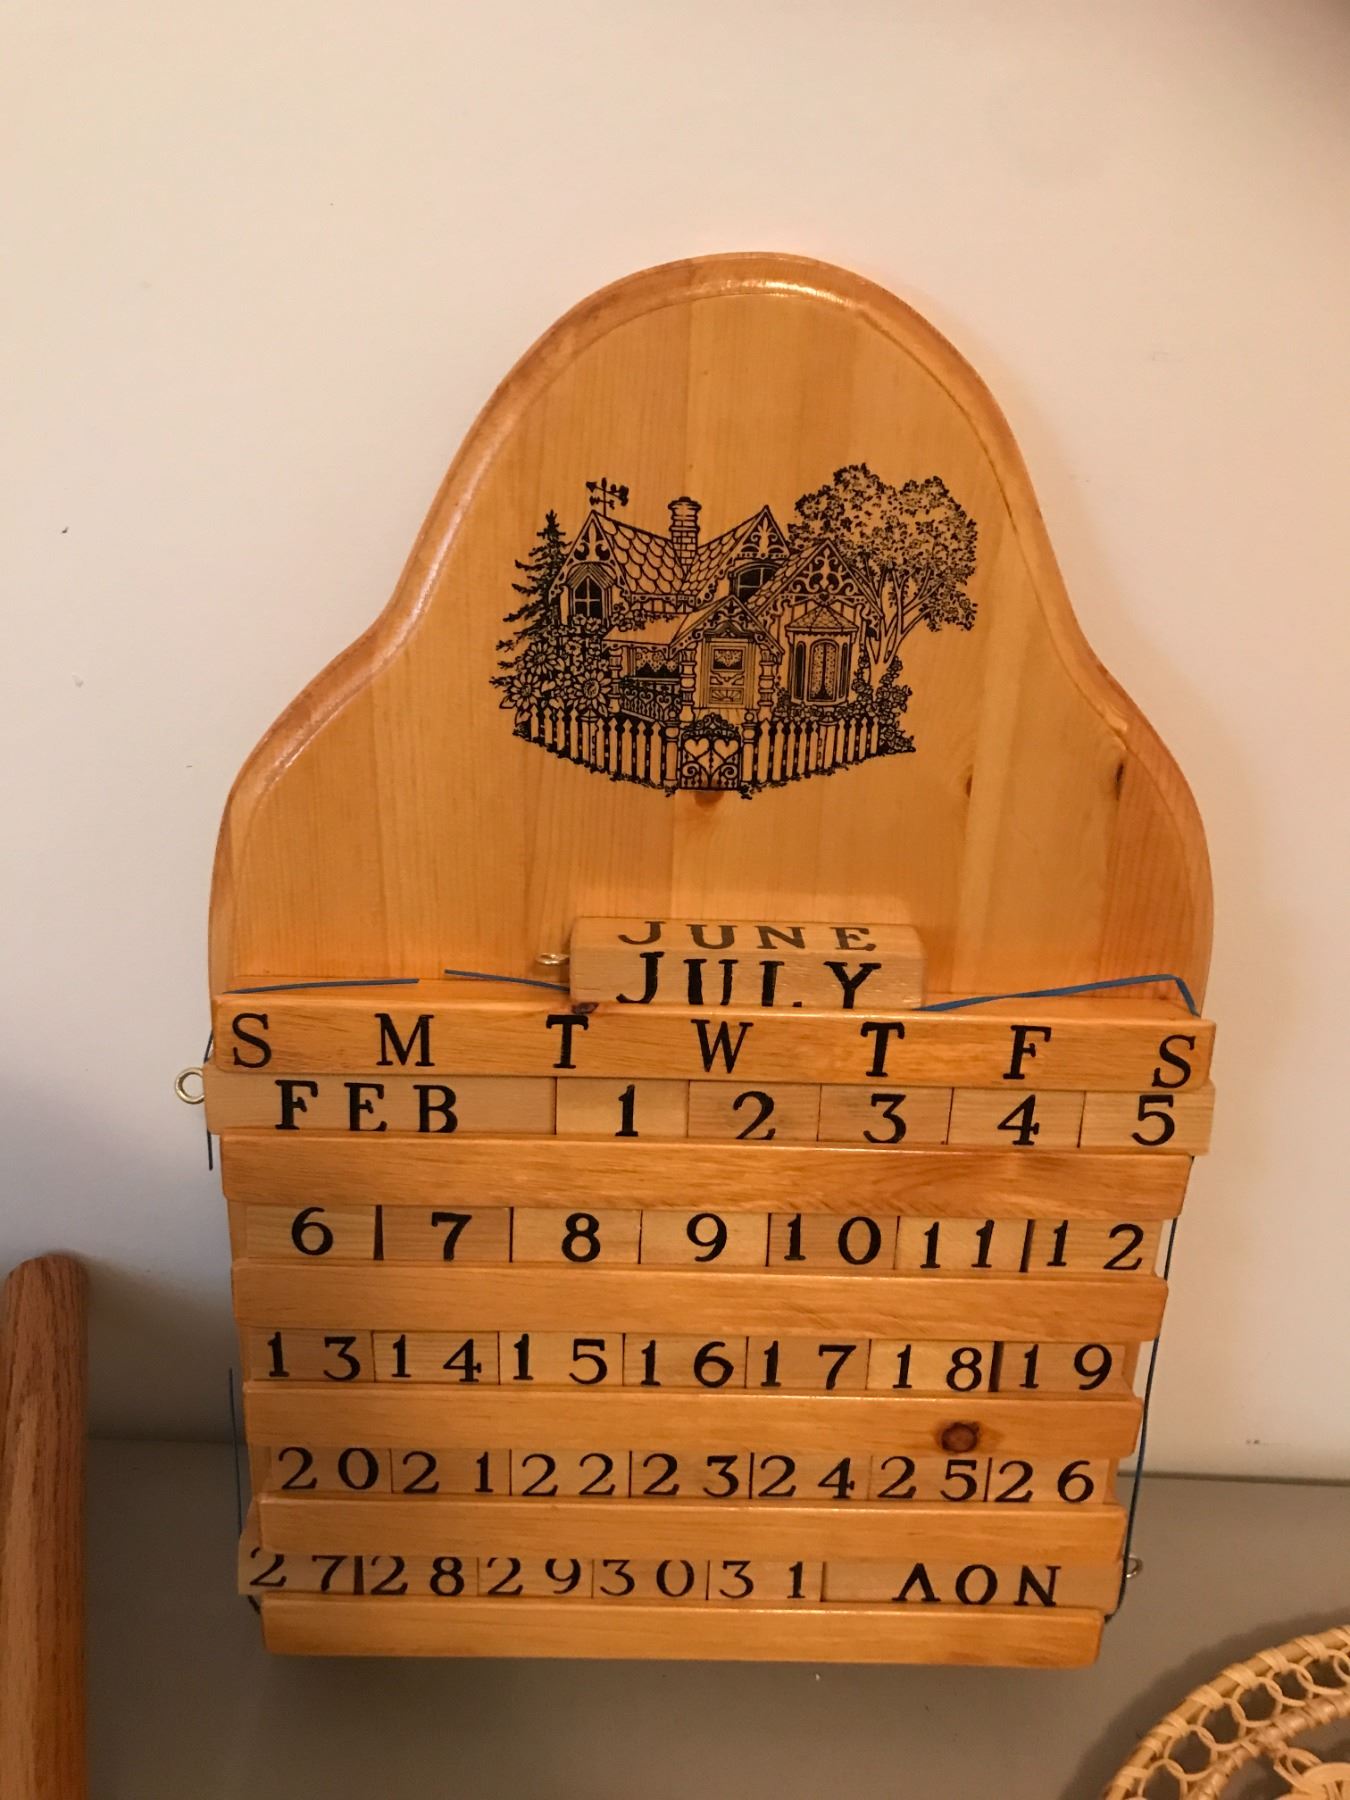 JUNE
JULY
S M T W T F S
FEB 1 2 3 4 5
6 7 8 9 10 11 12
13 14 15 16 17 18 19
20 21 22 23 24 25 26
27 28 29 30 31 NOV